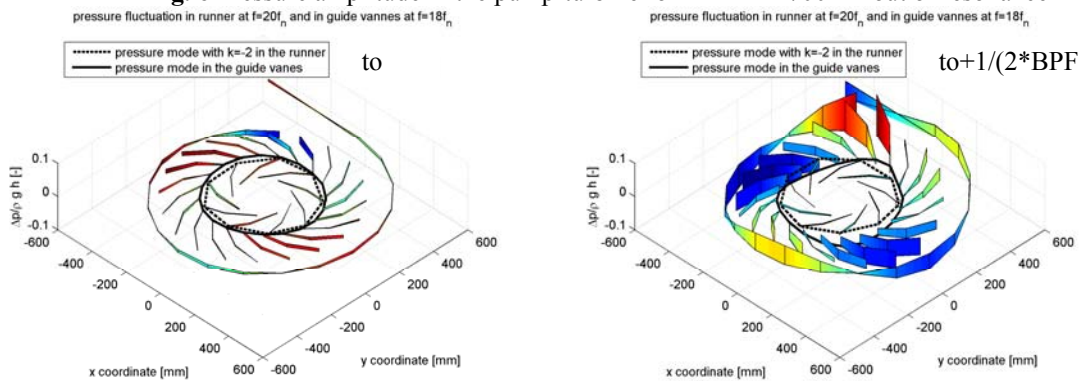 pressure fluctuation in runner at f=20fn and in guide vannes at f=18fn
pressure mode with k=-2 in the runner
pressure mode in the guide vanes
to
Δp/ρ g h [-]
0.1
0
-0.1
-600
-400
-200
0
200
400
600
x coordinate [mm]
-600
-400
-200
0
200
400
600
y coordinate [mm]
pressure fluctuation in runner at f=20fn and in guide vannes at f=18fn
pressure mode with k=-2 in the runner
pressure mode in the guide vanes
to+1/(2*BPF
Δp/ρ g h [-]
0.1
0
-0.1
-600
-400
-200
0
200
400
600
x coordinate [mm]
-600
-400
-200
0
200
400
600
y coordinate [mm]